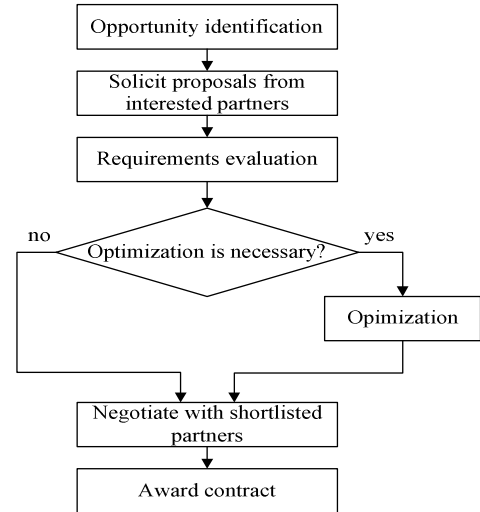 Opportunity identification
Solicit proposals from
interested partners
Requirements evaluation
no
Optimization is necessary?
yes
Opimization
Negotiate with shortlisted
partners
Award contract